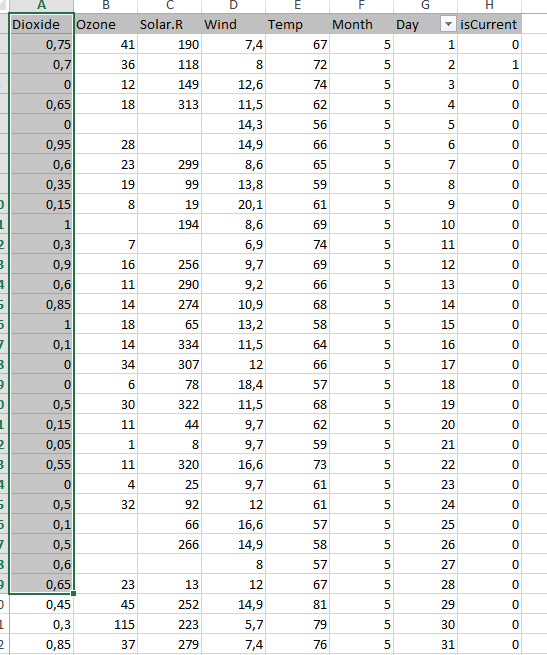 A B C D E F G H
Dioxide Ozone Solar.R Wind Temp Month Day isCurrent
0,75 41 190 7,4 67 5 1 0
0,7 36 118 8 72 5 2 1
0 12 149 12,6 74 5 3 0
0,65 18 313 11,5 62 5 4 0
0 14,3 56 5 5 0
0,95 28 14,9 66 5 6 0
0,6 23 299 8,6 65 5 7 0
0,35 19 99 13,8 59 5 8 0
0,15 8 19 20,1 61 5 9 0
1 194 8,6 69 5 10 0
0,3 7 6,9 74 5 11 0
0,9 16 256 9,7 69 5 12 0
0,6 11 290 9,2 66 5 13 0
0,85 14 274 10,9 68 5 14 0
1 18 65 13,2 58 5 15 0
0,1 14 334 11,5 64 5 16 0
0 34 307 12 66 5 17 0
0 6 78 18,4 57 5 18 0
0,5 30 322 11,5 68 5 19 0
0,15 11 44 9,7 62 5 20 0
0,05 1 8 9,7 59 5 21 0
0,55 11 320 16,6 73 5 22 0
0 4 25 9,7 61 5 23 0
0,5 32 92 12 61 5 24 0
0,1 66 16,6 57 5 25 0
0,5 266 14,9 58 5 26 0
0,6 8 57 5 27 0
0,65 23 13 12 67 5 28 0
0,45 45 252 14,9 81 5 29 0
0,3 115 223 5,7 79 5 30 0
0,85 37 279 7,4 76 5 31 0